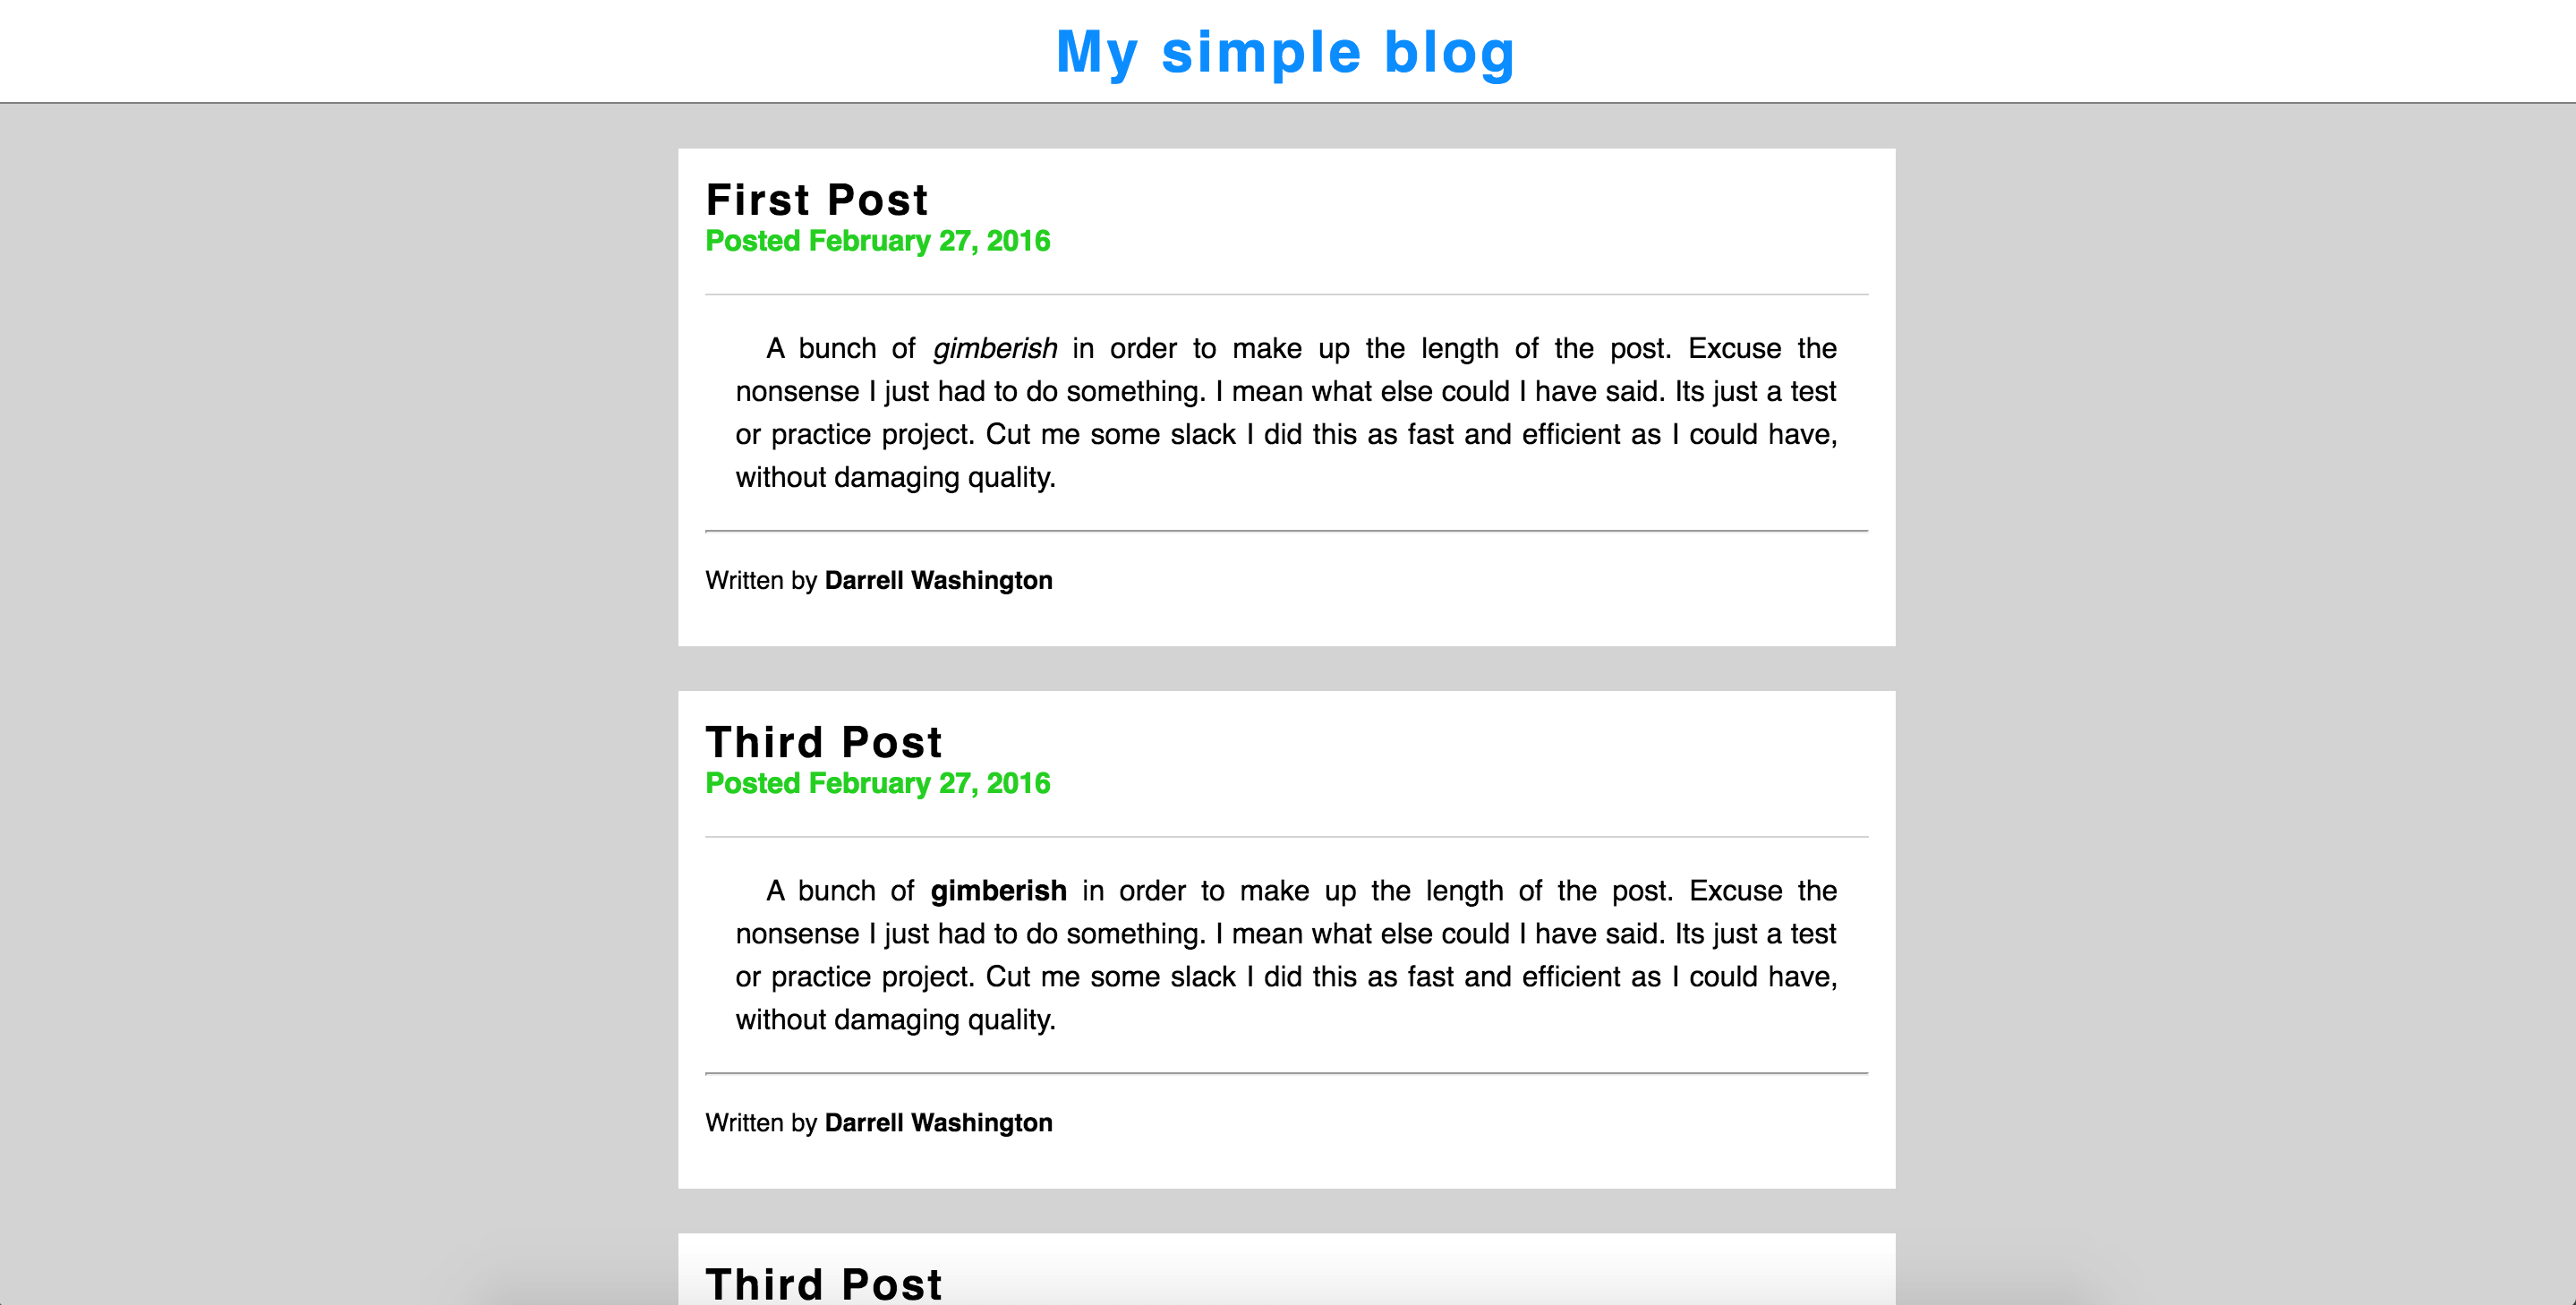 My simple blog
First Post
Posted February 27, 2016
A bunch of gimberish in order to make up the length of the post. Excuse the
nonsense I just had to do something. I mean what else could I have said. Its just a test
or practice project. Cut me some slack I did this as fast and efficient as I could have,
without damaging quality.
Written by Darrell Washington
Third Post
Posted February 27, 2016
A bunch of gimberish in order to make up the length of the post. Excuse the
nonsense I just had to do something. I mean what else could I have said. Its just a test
or practice project. Cut me some slack I did this as fast and efficient as I could have,
without damaging quality.
Written by Darrell Washington
Third Post